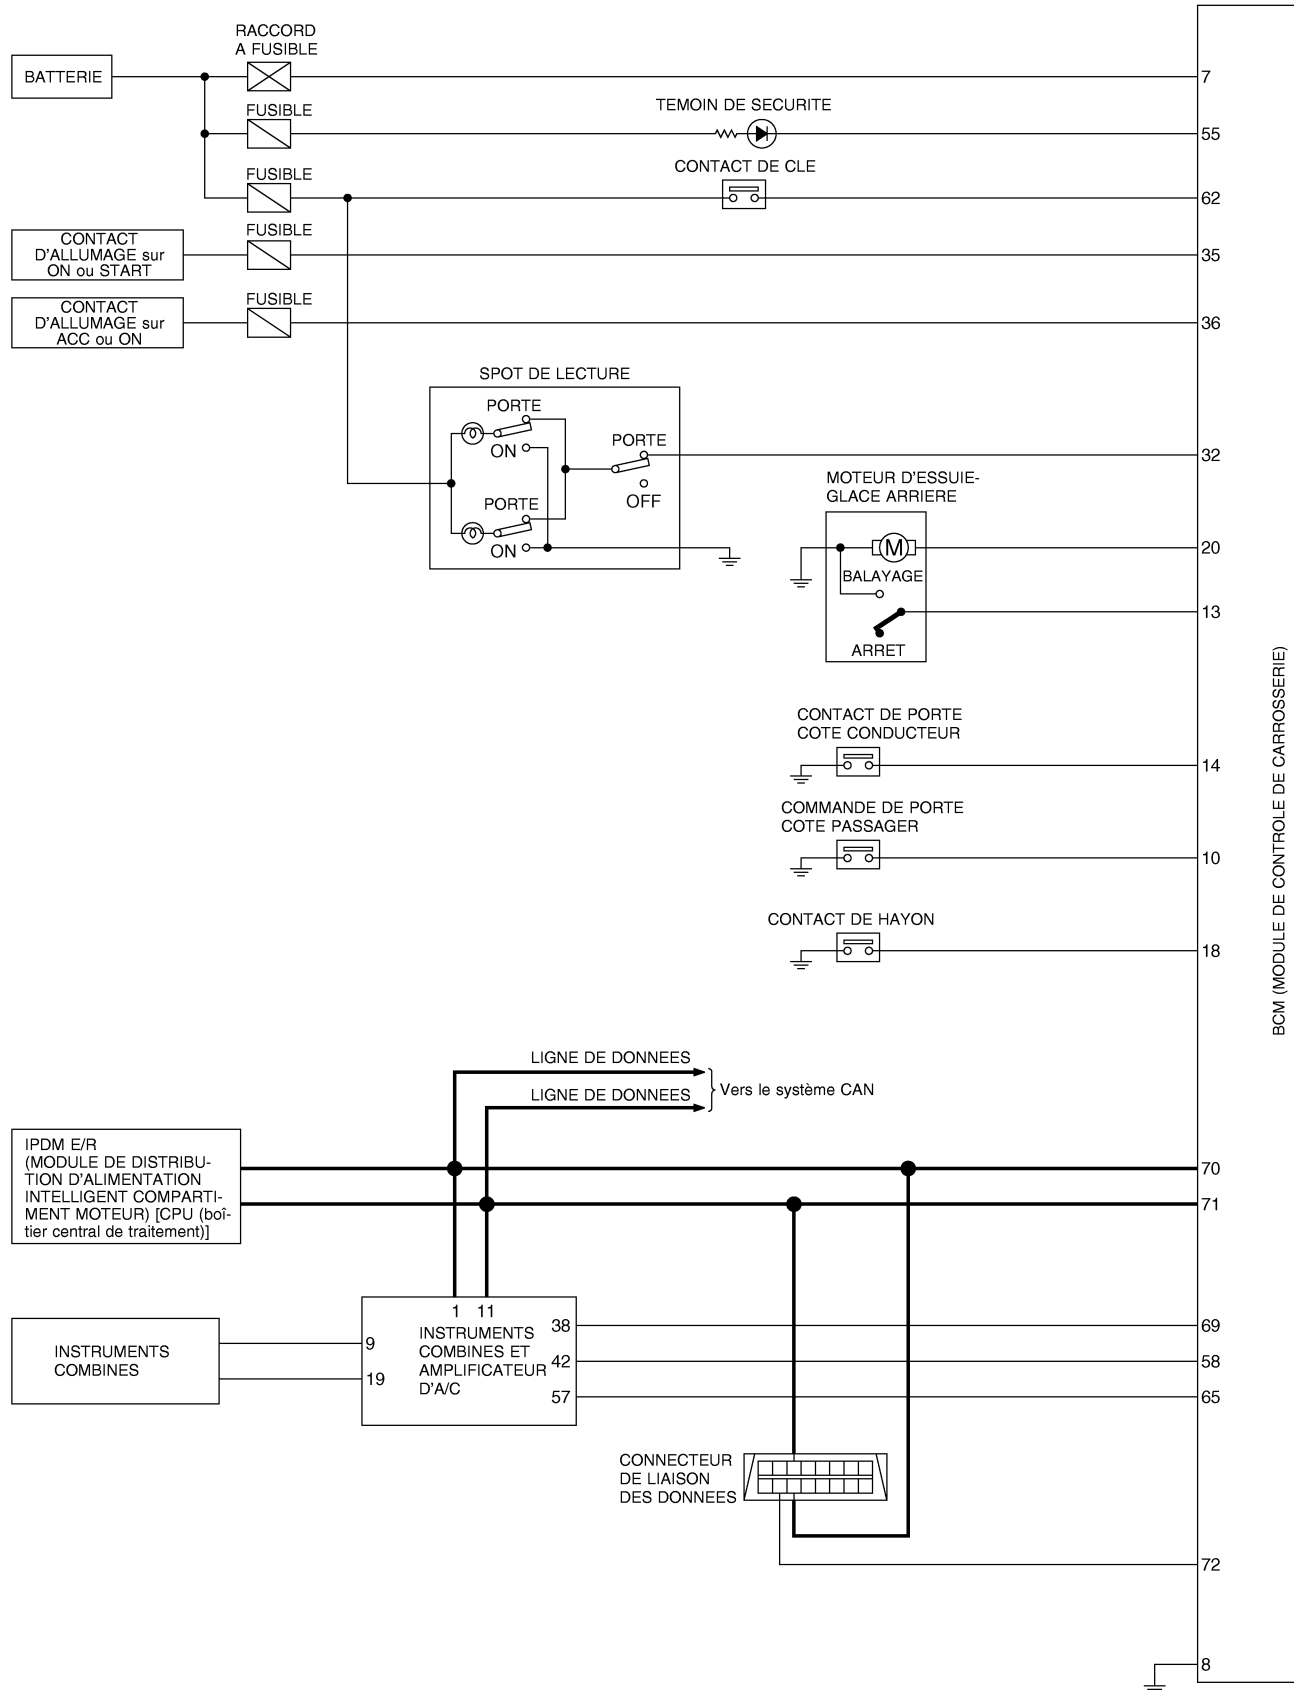 RACCORD
A FUSIBLE
BATTERIE
7
FUSIBLE
TEMOIN DE SECURITE
55
FUSIBLE
CONTACT DE CLE
62
CONTACT
D'ALLUMAGE sur
ON ou START
FUSIBLE
35
CONTACT
D'ALLUMAGE sur
ACC ou ON
FUSIBLE
36
SPOT DE LECTURE
PORTE
ON
PORTE
OFF
PORTE
ON
32
MOTEUR D'ESSUIE-
GLACE ARRIERE
M
20
BALAYAGE
13
ARRET
CONTACT DE PORTE
COTE CONDUCTEUR
14
COMMANDE DE PORTE
COTE PASSAGER
10
CONTACT DE HAYON
18
BCM (MODULE DE CONTROLE DE CARROSSERIE)
LIGNE DE DONNEES
LIGNE DE DONNEES
Vers le système CAN
IPDM E/R
(MODULE DE DISTRIBU-
TION D'ALIMENTATION
INTELLIGENT COMPARTI-
MENT MOTEUR) [CPU (boî-
tier central de traitement)]
70
71
INSTRUMENTS
COMBINES
1 11
9
19
INSTRUMENTS
COMBINES ET
AMPLIFICATEUR
D'A/C
38
42
57
69
58
65
CONNECTEUR
DE LIAISON
DES DONNEES
72
8